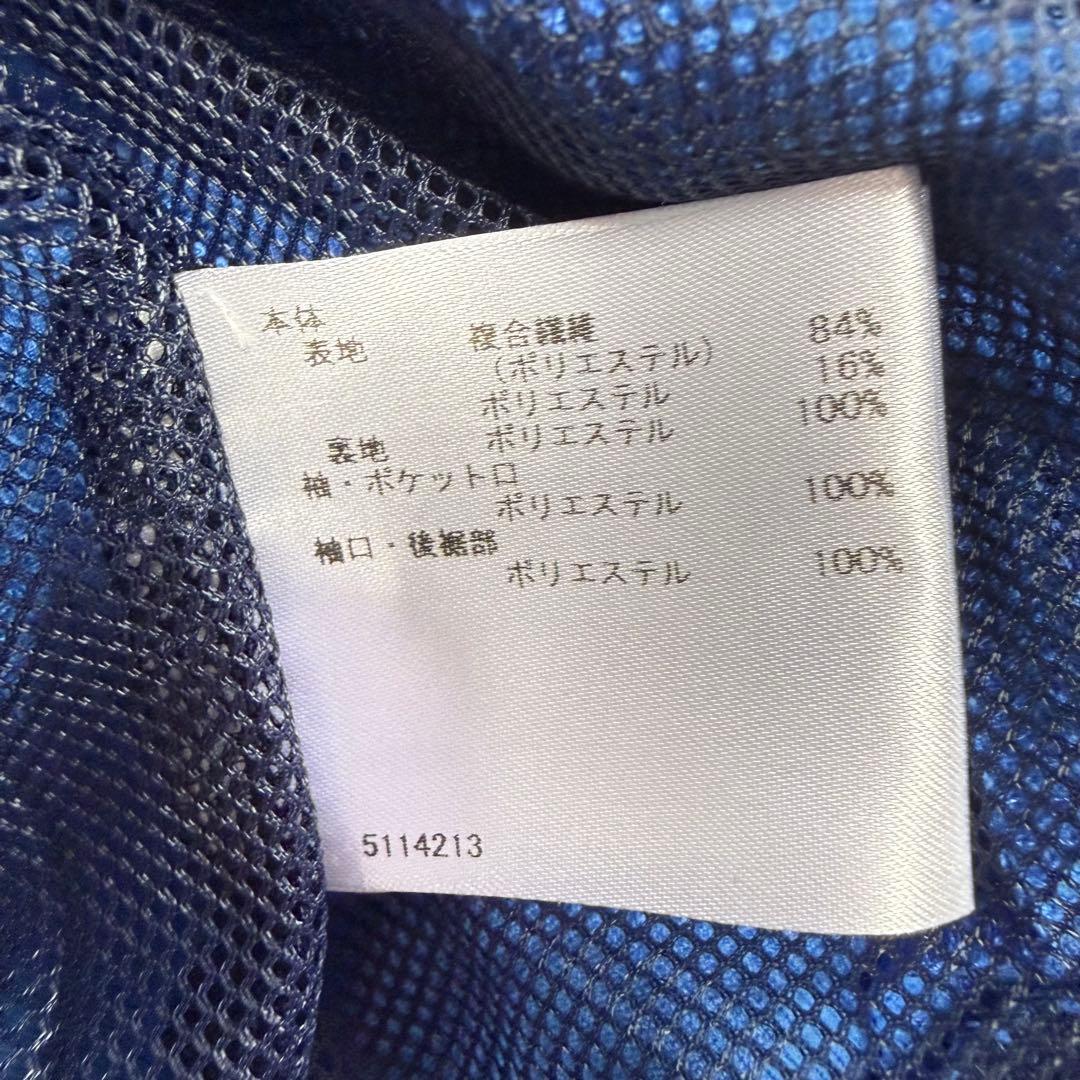 本体
表地 複合繊維 84%
(ポリエステル)
ポリエステル 16%
裏地 ポリエステル 100%
袖・ポケット口
ポリエステル 100%
袖口・後裾部
ポリエステル 100%
5114213